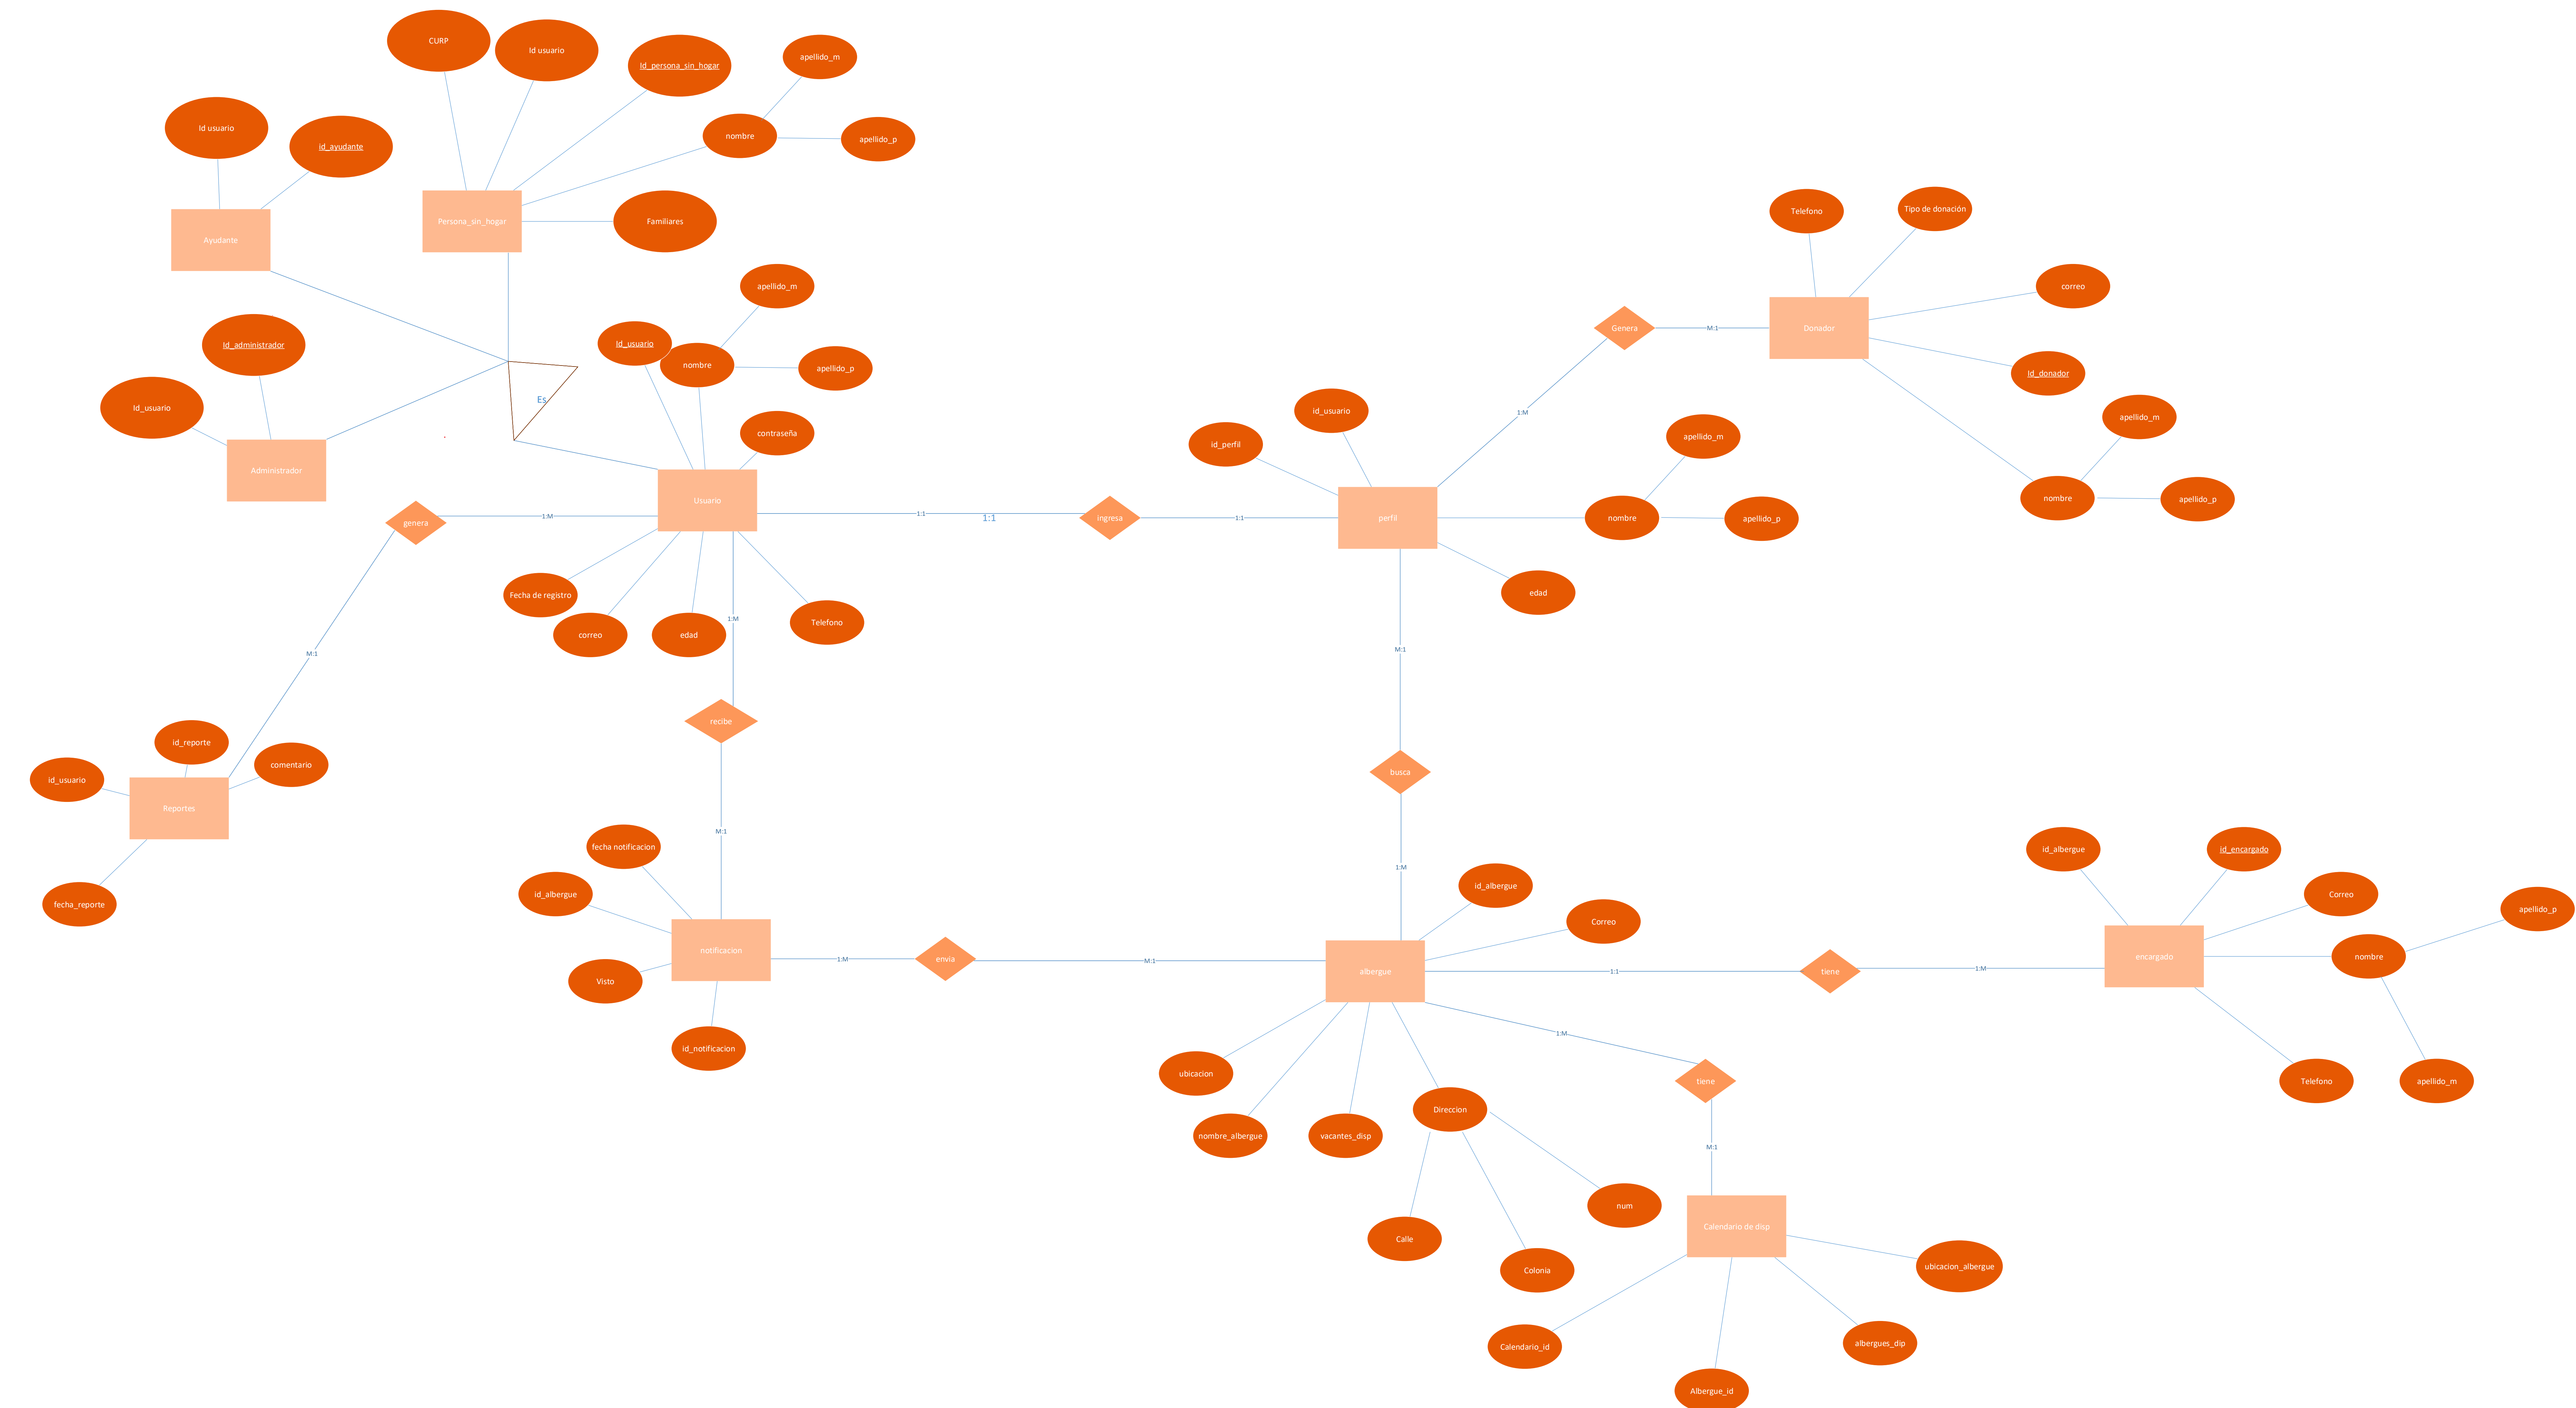 CURP
Id usuario
Id_persona_sin_hogar
apellido_m
nombre
apellido_p
Id usuario
id_ayudante
Persona_sin_hogar
Familiares
Ayudante
Telefono
Tipo de donación
correo
Genera
M:1
Donador
Id_donador
apellido_m
nombre
apellido_p
apellido_m
Id_administrador
Id_usuario
nombre
apellido_p
Id_usuario
Es
contraseña
Administrador
Usuario
genera
1:M
1:1
1:1
ingresa
1:1
id_usuario
id_perfil
1:M
perfil
apellido_m
nombre
apellido_p
edad
Fecha de registro
correo
edad
Telefono
1:M
M:1
M:1
recibe
busca
id_reporte
id_usuario
comentario
Reportes
fecha_reporte
M:1
1:M
fecha notificacion
id_albergue
notificacion
Visto
id_notificacion
1:M
envia
M:1
id_albergue
Correo
albergue
1:1
tiene
1:M
id_albergue
id_encargado
Correo
apellido_p
encargado
nombre
Telefono
apellido_m
1:M
ubicacion
nombre_albergue
vacantes_disp
Direccion
tiene
M:1
num
Calle
Colonia
Calendario de disp
ubicacion_albergue
Calendario_id
albergues_dip
Albergue_id